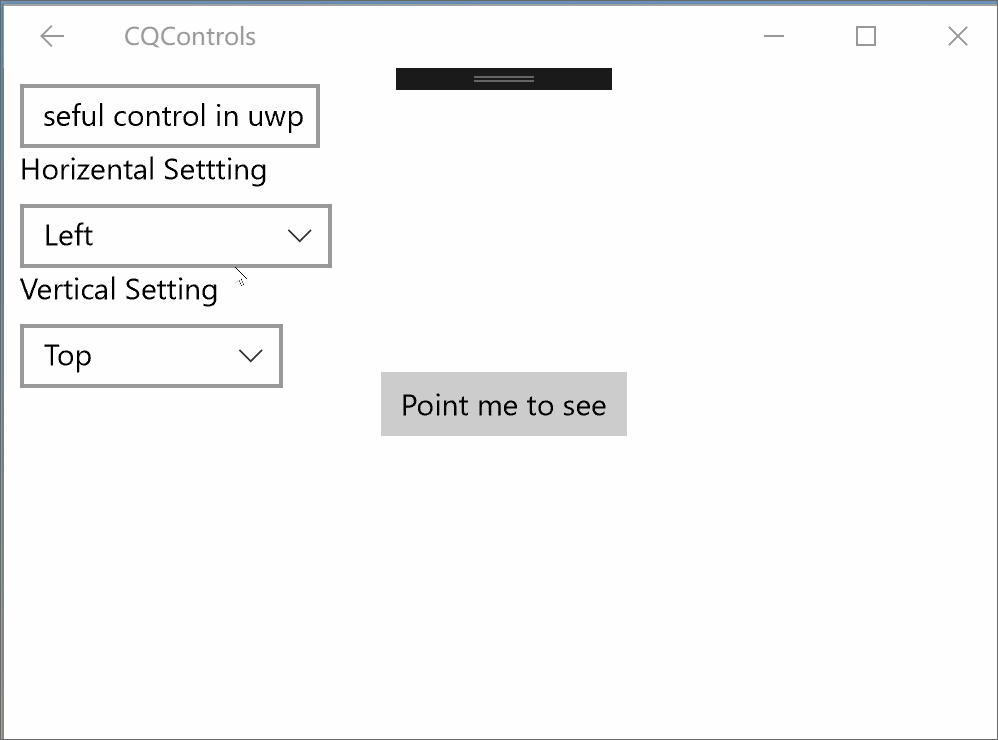 CQControls
seful control in uwp
Horizental Settting
Left
Vertical Setting
Top
Point me to see